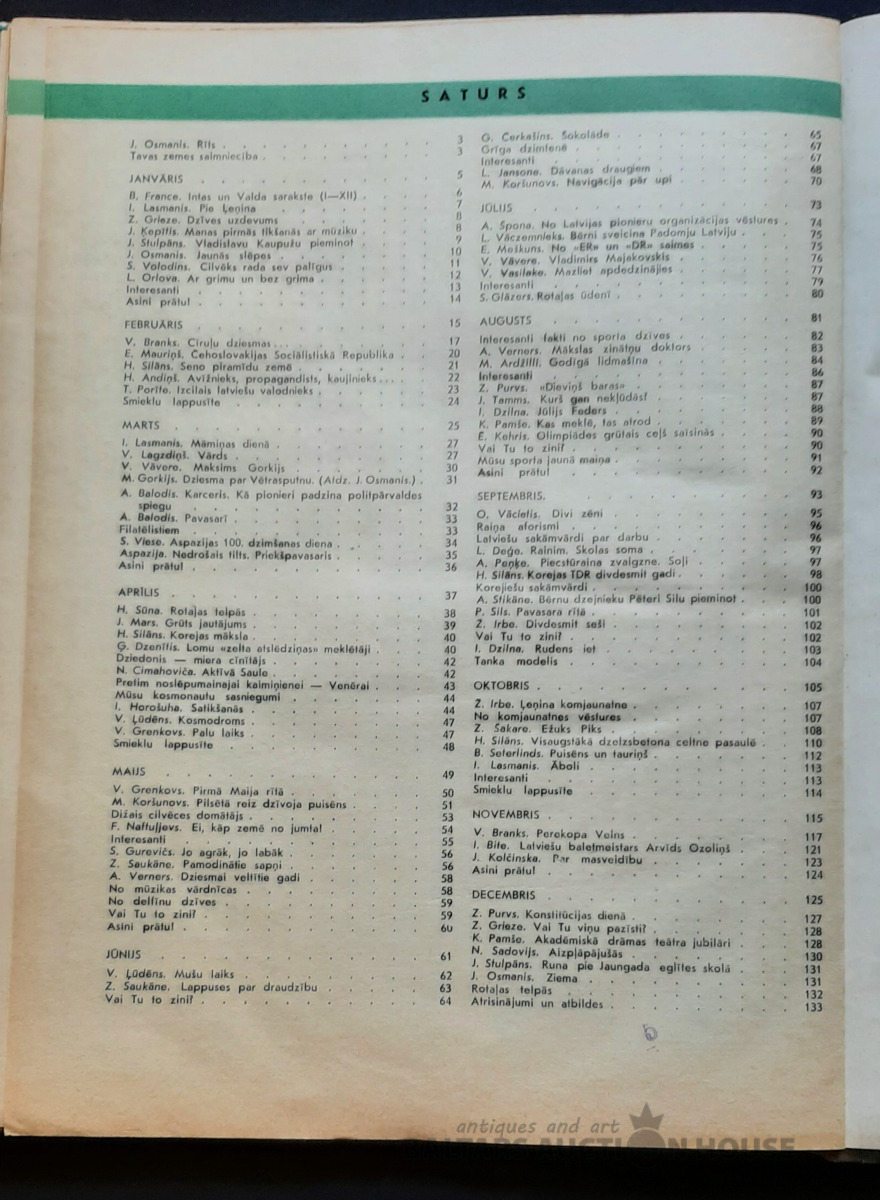 SATURS
J. Osmanis. Rīts 3
Tavas zemes saimniecība 3
JANVĀRIS 5
B. France. Intas un Valda sarakste (I—XII) 6
I. Lasmanis. Pie Ļeņina 7
Z. Grieze. Dzīves uzdevums 8
J. Ķepītis. Manas pirmās tikšanās ar mūziku 8
J. Stulpāns. Vladislavu Kaupužu pieminot 9
J. Osmanis. Jaunās slēpes 10
S. Volodins. Cilvēks rada sev palīgus 11
L. Orlova. Ar grimu un bez grima 12
Interesanti 13
Asini prātu! 14
FEBRUĀRIS 15
V. Branks. Cīruļu dziesmas 17
E. Mauriņš. Čehoslovakijas Sociālistiskā Republika 20
H. Silāns. Seno piramīdu zemē 21
H. Andiņš. Avīžnieks, propagandists, kaujinieks 22
T. Porīte. Izcilais latviešu valodnieks 23
Smieklu lappusīte 24
MARTS 25
I. Lasmanis. Māmiņas dienā 27
V. Lagzdiņš. Vārds 27
V. Vāvere. Maksims Gorkijs 30
M. Gorkijs. Dziesma par Vētrasputnu. (Atdz. J. Osmanis.) 31
A. Balodis. Karceris. Kā pionieri padzina politpārvaldes
spiegu 32
A. Balodis. Pavasarī 33
Filatēlistiem 33
S. Viese. Aspazijas 100. dzimšanas diena 34
Aspazija. Nedrošais tilts. Priekšpavasaris 35
Asini prātu! 36
APRĪLIS 37
H. Sūna. Rotaļas telpās 38
J. Mars. Grūts jautājums 39
H. Silāns. Korejas māksla 40
Ģ. Dzenītis. Lomu «zelta atslēdziņas» meklētāji 40
Dziedonis — miera cīnītājs 42
N. Cimahoviča. Aktīvā Saule 42
Pretim noslēpumainajai kaimiņienei — Venērai 43
Mūsu kosmonautu sasniegumi 44
I. Horošuha. Satikšanās 44
V. Ļūdēns. Kosmodroms 47
V. Grenkovs. Palu laiks 47
Smieklu lappusīte 48
MAIJS 49
V. Grenkovs. Pirmā Maija rītā 50
M. Koršunovs. Pilsētā reiz dzīvoja puisēns 51
Dižais cilvēces domātājs 53
F. Naftuļjevs. Ei, kāp zemē no jumta! 54
Interesanti 55
S. Gurevičs. Jo agrāk, jo labāk 56
Z. Saukāne. Pamodinātie sapņi 56
A. Verners. Dziesmai veltītie gadi 58
No mūzikas vārdnīcas 58
No delfīnu dzīves 59
Vai Tu to zini? 59
Asini prātu! 60
JŪNIJS 61
V. Ļūdēns. Mušu laiks 62
Z. Saukāne. Lappuses par draudzību 63
Vai Tu to zini? 64
G. Čerkašins. Šokolāde 65
Grīga dzimtenē 67
Interesanti 67
L. Jansone. Dāvanas draugiem 68
M. Koršunovs. Navigācija pār upi 70
JŪLIJS 73
A. Špona. No Latvijas pionieru organizācijas vēstures 74
L. Vāczemnieks. Bērni sveicina Padomju Latviju 75
E. Meškuns. No «ER» un «DR» saimes 75
V. Vāvere. Vladimirs Majakovskis 76
V. Vasiļoko. Mazliet apdedzinājies 77
Interesanti 79
S. Glāzers. Rotaļas ūdenī 80
AUGUSTS 81
Interesanti fakti no sporta dzīves 82
A. Verners. Mākslas zinātņu doktors 83
M. Ardžilli. Godīgā lidmašīna 84
Interesanti 86
Z. Purvs. «Dieviņš baras» 87
J. Tamms. Kurš gan nekļūdās? 87
I. Dzilna. Jūlijs Feders 88
K. Pamše. Kas meklē, tas atrod 89
E. Kehris. Olimpiādes grūtais ceļš saisinās 90
Vai Tu to zini? 90
Mūsu sporta jaunā maiņa 91
Asini prātu! 92
SEPTEMBRIS. 93
O. Vācietis. Divi zēni 95
Raiņa aforismi 96
Latviešu sakāmvārdi par darbu 96
L. Deģe. Rainim. Skolas soma 97
A. Peņķe. Piecstūraina zvaigzne. Soļi 97
H. Silāns. Korejas TDR divdesmit gadi 98
Korejiešu sakāmvārdi 100
A. Stikāne. Bērnu dzejnieku Pēteri Silu pieminot 100
P. Sils. Pavasara rītā 101
Z. Irbe. Divdesmit seši 102
Vai Tu to zini? 102
I. Dzilna. Rudens iet 103
Tanka modelis 104
OKTOBRIS 105
Z. Irbe. Ļeņina komjaunatne 107
No komjaunatnes vēstures 107
Z. Sakare. Ežuks Piks 108
H. Silāns. Visaugstākā dzelzsbetona celtne pasaulē 110
B. Seterlinds. Puisēns un tauriņš 112
I. Lasmanis. Āboli 113
Interesanti 113
Smieklu lappusīte 114
NOVEMBRIS 115
V. Branks. Perekopa Velns 117
I. Bite. Latviešu baletmeistars Arvīds Ozoliņš 121
J. Kolčinska. Par masveidību 123
Asini prātu! 124
DECEMBRIS 125
Z. Purvs. Konstitūcijas dienā 127
Z. Grieze. Vai Tu viņu pazīsti? 128
K. Pamše. Akadēmiskā drāmas teātra jubilāri 128
N. Sadovijs. Aizpļāpājušās 130
J. Stulpāns. Runa pie Jaungada eglītes skolā 131
J. Osmanis. Ziema 131
Rotaļas telpās 132
Atrisinājumi un atbildes 133
antiques and art
AUCTION HOUSE